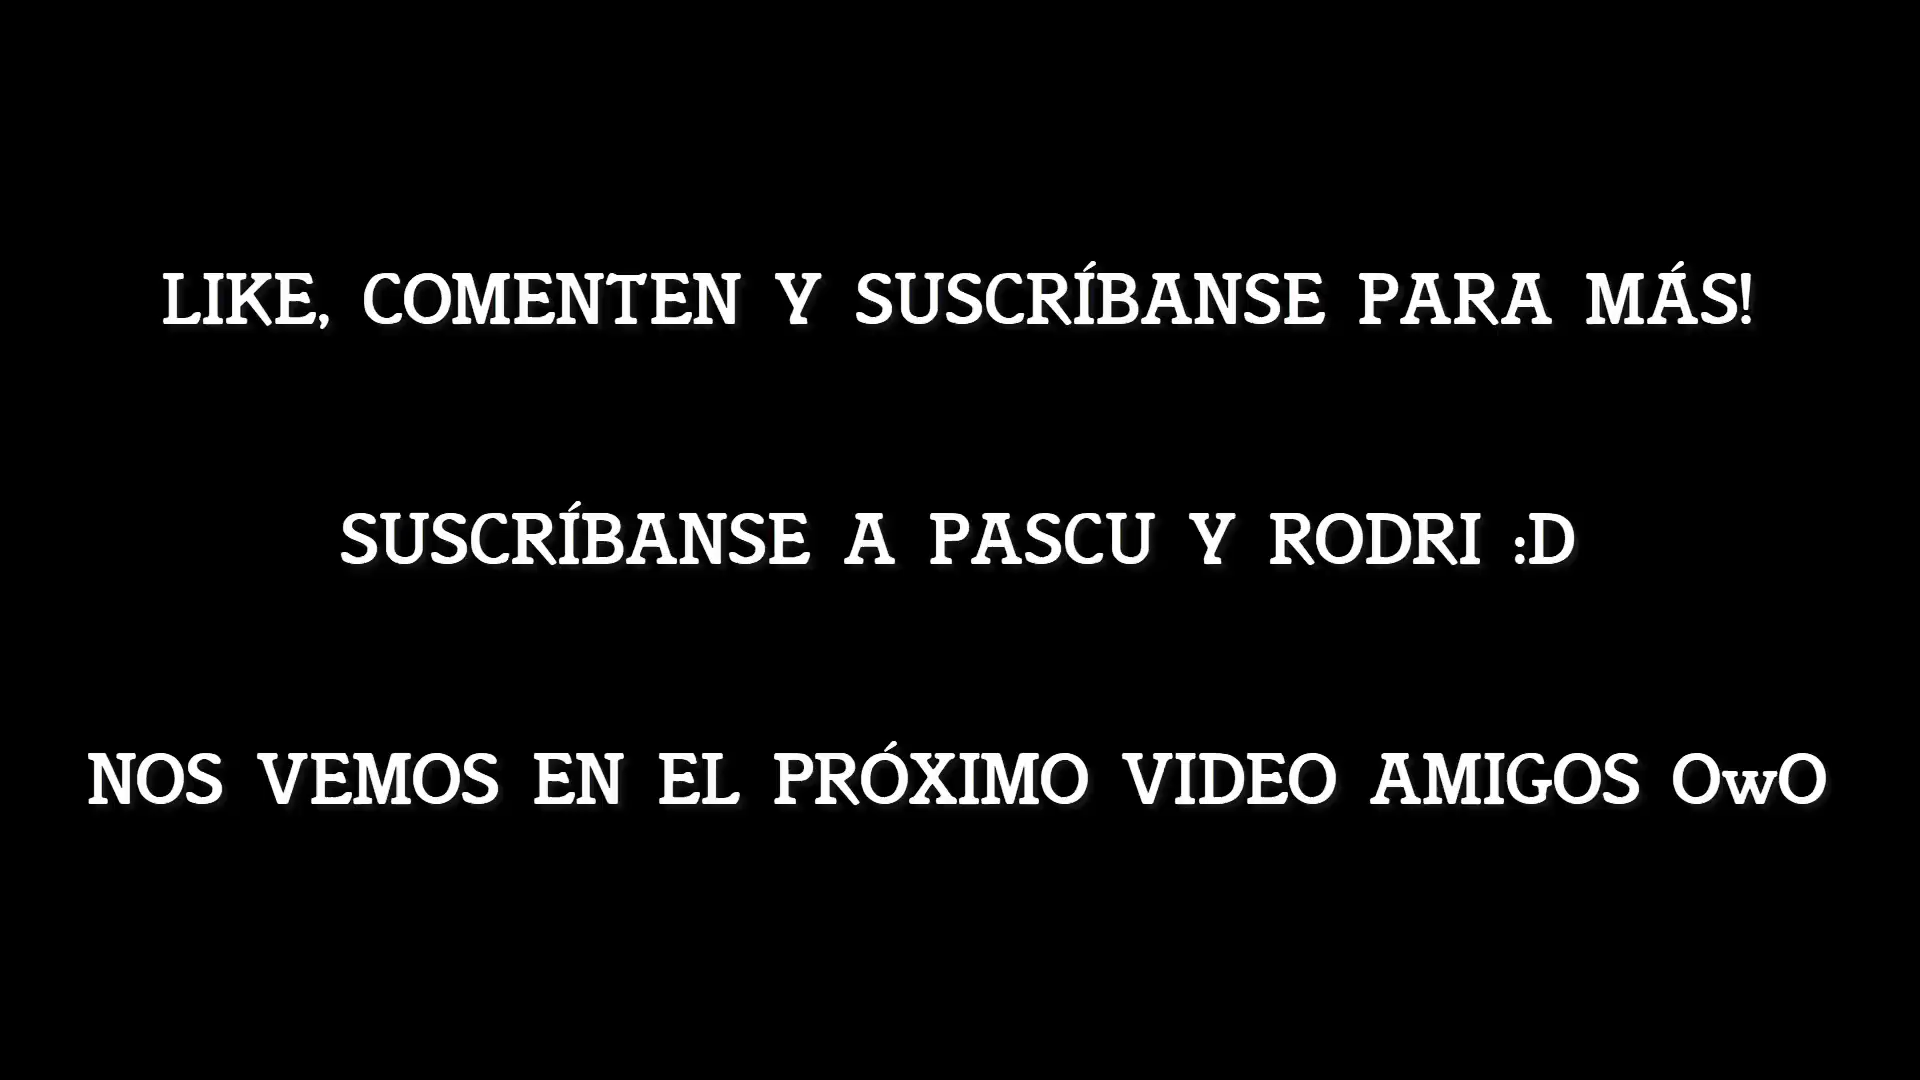 LIKE, COMENTEN Y SUSCRÍBANSE PARA MÁS!
SUSCRÍBANSE A PASCU Y RODRI :D
NOS VEMOS EN EL PRÓXIMO VIDEO AMIGOS OwO